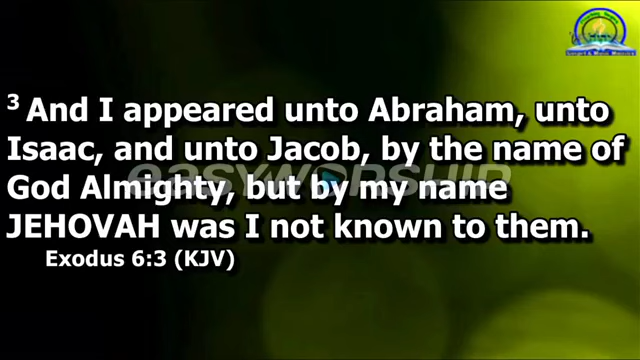 3 And I appeared unto Abraham, unto
Isaac, and unto Jacob, by the name of
God Almighty, but by my name
JEHOVAH was I not known to them.
Exodus 6:3 (KJV)
easyworship